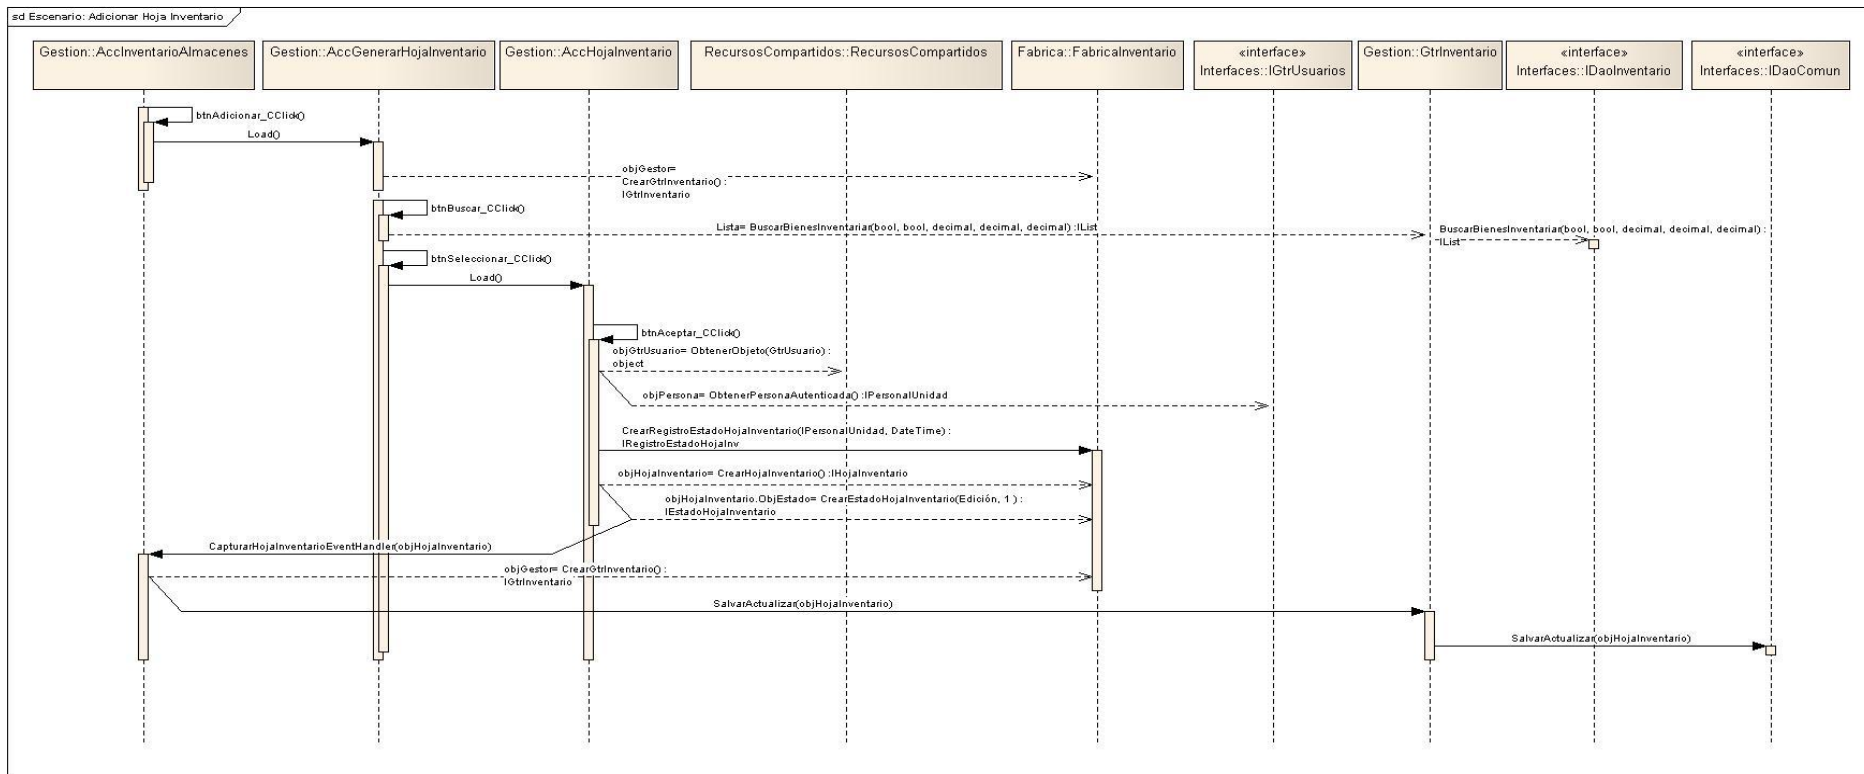 sd Escenario: Adicionar Hoja Inventario
Gestion::AccInventarioAlmacenes
Gestion::AccGenerarHojaInventario
Gestion::AccHojaInventario
RecursosCompartidos::RecursosCompartidos
Fabrica::FabricaInventario
«interface»
Interfaces::IGtrUsuarios
Gestion::GtrInventario
«interface»
Interfaces::IDaoInventario
«interface»
Interfaces::IDaoComun
btnAdicionar_CClick()
Load()
objGestor=
CrearGtrInventario() :
IGtrInventario
btnBuscar_CClick()
Lista= BuscarBienesInventariar(bool, bool, decimal, decimal, decimal) :IList
BuscarBienesInventariar(bool, bool, decimal, decimal, decimal) :
IList
btnSeleccionar_CClick()
Load()
btnAceptar_CClick()
objGtrUsuario= ObtenerObjeto(GtrUsuario) :
object
objPersona= ObtenerPersonaAutenticada() :IPersonalUnidad
CrearRegistroEstadoHojaInventario(IPersonalUnidad, DateTime) :
IRegistroEstadoHojaInv
objHojaInventario= CrearHojaInventario() :IHojaInventario
objHojaInventario.ObjEstado= CrearEstadoHojaInventario(Edición, 1 ) :
IEstadoHojaInventario
CapturarHojaInventarioEventHandler(objHojaInventario)
objGestor= CrearGtrInventario() :
IGtrInventario
SalvarActualizar(objHojaInventario)
SalvarActualizar(objHojaInventario)